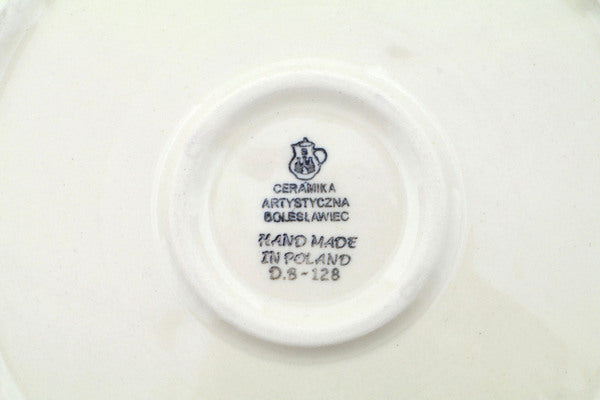 CERAMIKA
ARTYSTYCZNA
BOLESŁAWIEC
HAND MADE
IN POLAND
D.8-128